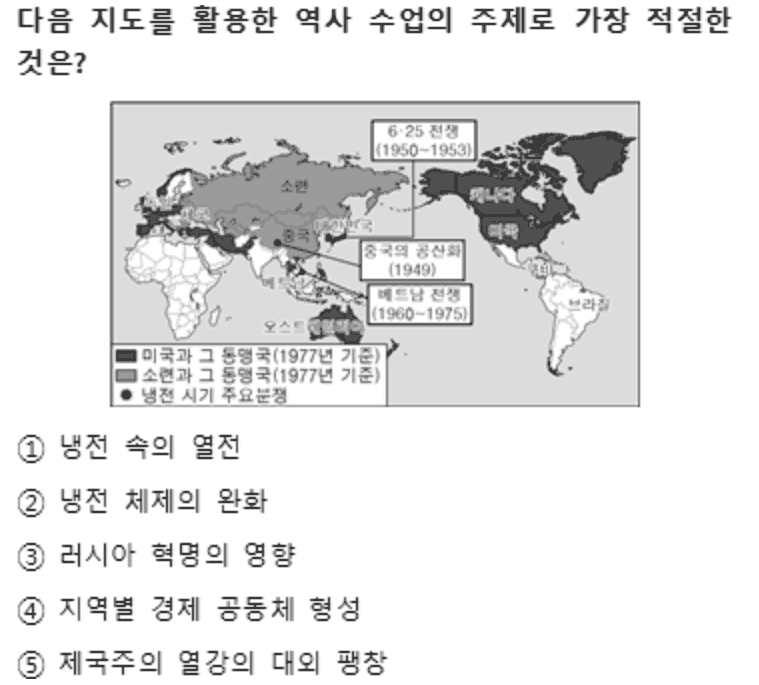 다음 지도를 활용한 역사 수업의 주제로 가장 적절한
것은?
6·25 전쟁
(1950~1953)
소련
캐나다
미국
대한민국
중국
중국의 공산화
(1949)
쿠바
베트남 전쟁
(1960~1975)
브라질
미국과 그 동맹국(1977년 기준)
소련과 그 동맹국(1977년 기준)
냉전 시기 주요분쟁
① 냉전 속의 열전
② 냉전 체제의 완화
③ 러시아 혁명의 영향
④ 지역별 경제 공동체 형성
⑤ 제국주의 열강의 대외 팽창